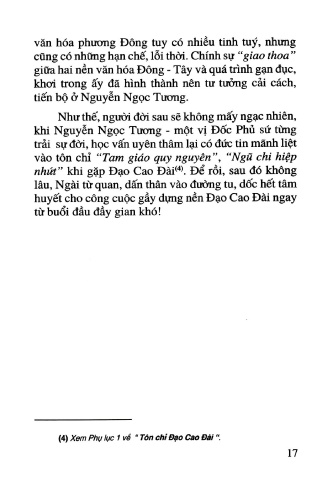 văn hóa phương Đông tuy có nhiều tinh tuý, nhưng
cũng có những hạn chế, lỗi thời. Chính sự “giao thoa”
giữa hai nền văn hóa Đông - Tây và quá trình gạn đục,
khơi trong ấy đã hình thành nên tư tưởng cải cách,
tiến bộ ở Nguyễn Ngọc Tương.
Như thế, người đời sau sẽ không mấy ngạc nhiên,
khi Nguyễn Ngọc Tương - một vị Đốc Phủ sứ từng
trải sự đời, học vấn uyên thâm lại có đức tin mãnh liệt
vào tôn chỉ “Tam giáo quy nguyên”, “Ngũ chi hiệp
nhứt” khi gặp Đạo Cao Đài(4). Để rồi, sau đó không
lâu, Ngài từ quan, dấn thân vào đường tu, dốc hết tâm
huyết cho công cuộc gầy dựng nền Đạo Cao Đài ngay
từ buổi đầu đầy gian khó!
(4) Xem Phụ lục 1 về " Tôn chỉ Đạo Cao Đài ".
17